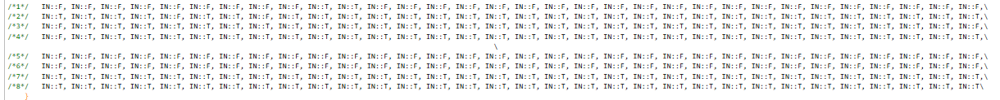 /*1*/ IN::F, IN::F, IN::F, IN::F, IN::F, IN::F, IN::F, IN::F, IN::F, IN::T, IN::T, IN::F, IN::F, IN::F, IN::F, IN::F, IN::F, IN::F, IN::F, IN::F, IN::F, IN::F, IN::F, IN::F, IN::F, IN::F, IN::F, IN::F, IN::F, IN::F, IN::F, IN::F,\
/*2*/ IN::T, IN::T, IN::T, IN::T, IN::T, IN::F, IN::T, IN::T, IN::T, IN::T, IN::T, IN::T, IN::T, IN::T, IN::T, IN::T, IN::T, IN::T, IN::T, IN::T, IN::T, IN::T, IN::T, IN::T, IN::T, IN::T, IN::T, IN::T, IN::T, IN::T, IN::F, IN::F,\
/*3*/ IN::T, IN::T, IN::T, IN::T, IN::T, IN::T, IN::T, IN::T, IN::T, IN::T, IN::T, IN::T, IN::T, IN::T, IN::T, IN::T, IN::T, IN::T, IN::T, IN::T, IN::T, IN::T, IN::T, IN::T, IN::T, IN::T, IN::T, IN::T, IN::T, IN::T, IN::T, IN::F,\
/*4*/ IN::F, IN::T, IN::T, IN::T, IN::T, IN::T, IN::T, IN::T, IN::T, IN::T, IN::T, IN::T, IN::T, IN::T, IN::T, IN::T, IN::T, IN::T, IN::T, IN::T, IN::T, IN::T, IN::T, IN::T, IN::T, IN::T, IN::T, IN::T, IN::T, IN::T, IN::T, IN::T,\
\
/*5*/ IN::F, IN::F, IN::F, IN::F, IN::F, IN::F, IN::F, IN::F, IN::F, IN::F, IN::F, IN::F, IN::F, IN::F, IN::F, IN::F, IN::F, IN::F, IN::F, IN::F, IN::F, IN::F, IN::F, IN::F, IN::F, IN::F, IN::F, IN::F, IN::F, IN::F, IN::F, IN::F,\
/*6*/ IN::F, IN::F, IN::F, IN::F, IN::F, IN::F, IN::F, IN::F, IN::F, IN::F, IN::F, IN::F, IN::F, IN::F, IN::F, IN::F, IN::F, IN::F, IN::F, IN::F, IN::F, IN::F, IN::F, IN::F, IN::F, IN::F, IN::F, IN::F, IN::F, IN::F, IN::F, IN::F,\
/*7*/ IN::T, IN::T, IN::T, IN::T, IN::T, IN::T, IN::T, IN::T, IN::T, IN::T, IN::T, IN::T, IN::T, IN::T, IN::T, IN::T, IN::T, IN::T, IN::T, IN::T, IN::T, IN::T, IN::T, IN::T, IN::T, IN::T, IN::T, IN::T, IN::T, IN::T, IN::T, IN::T,\
/*8*/ IN::T, IN::T, IN::T, IN::T, IN::T, IN::T, IN::T, IN::T, IN::T, IN::T, IN::T, IN::T, IN::T, IN::T, IN::T, IN::T, IN::T, IN::T, IN::T, IN::T, IN::T, IN::T, IN::T, IN::T, IN::T, IN::T, IN::T, IN::T, IN::T, IN::T, IN::T, IN::T\
}